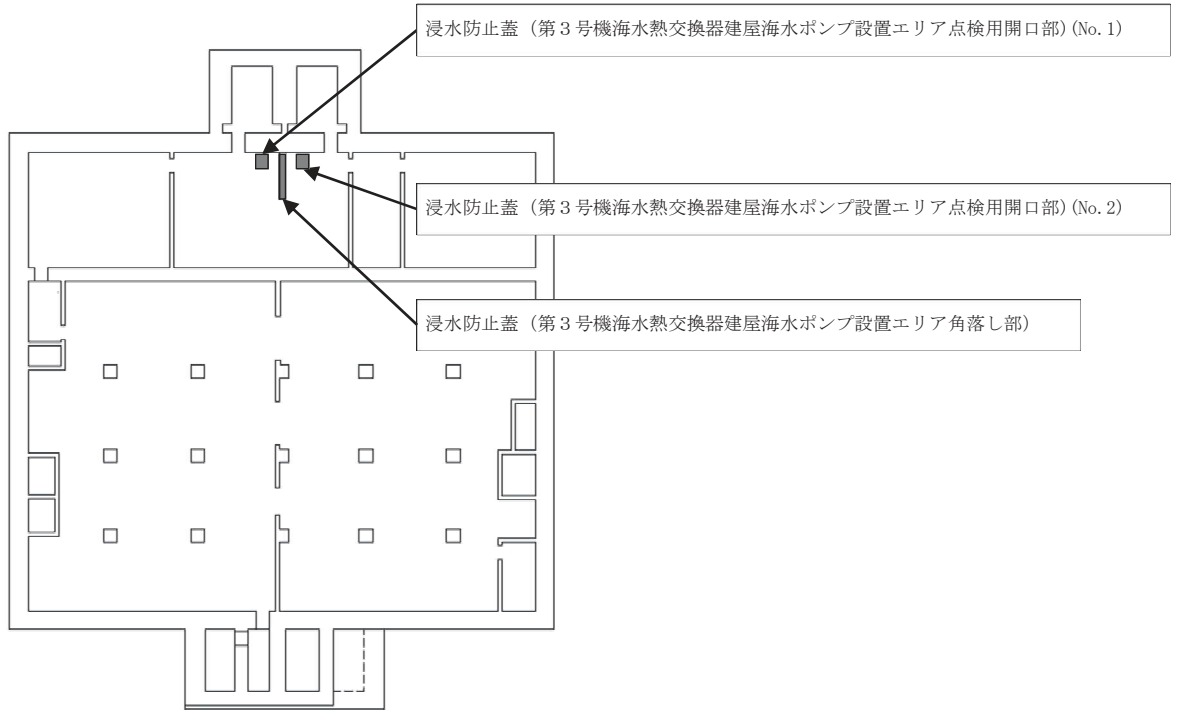 浸水防止蓋（第３号機海水熱交換器建屋海水ポンプ設置エリア点検用開口部）(No.1)
浸水防止蓋（第３号機海水熱交換器建屋海水ポンプ設置エリア点検用開口部）(No.2)
浸水防止蓋（第３号機海水熱交換器建屋海水ポンプ設置エリア角落し部）